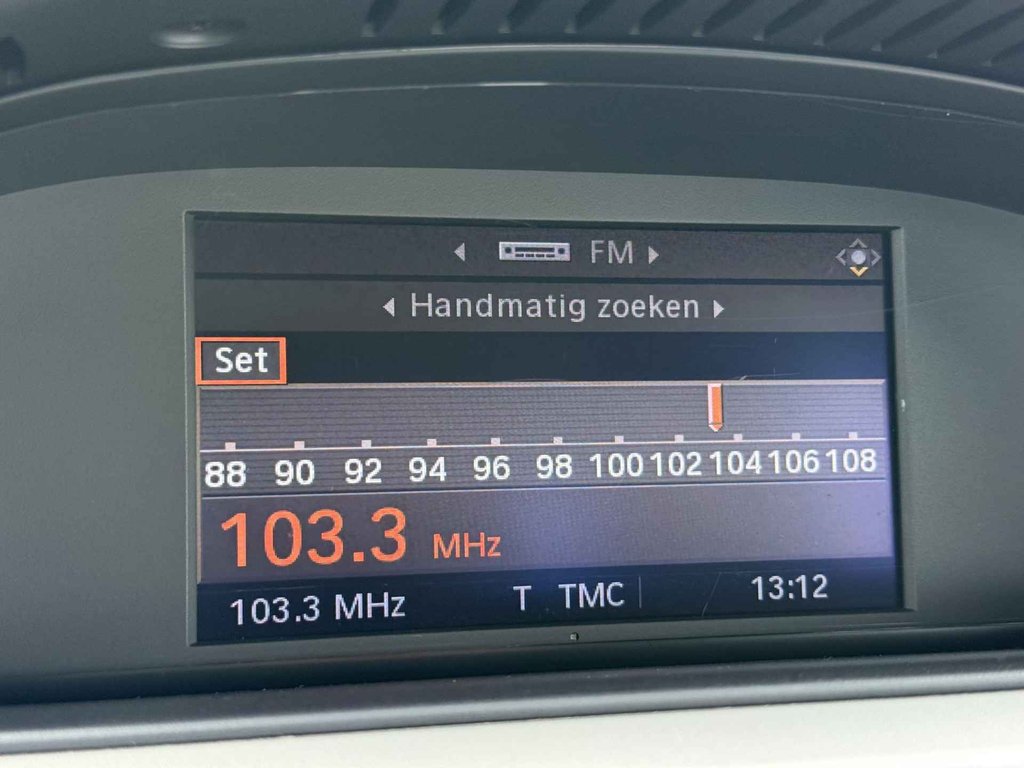 FM
Handmatig zoeken
Set
88 90 92 94 96 98 100 102 104 106 108
103.3 MHz
103.3 MHz T TMC 13:12